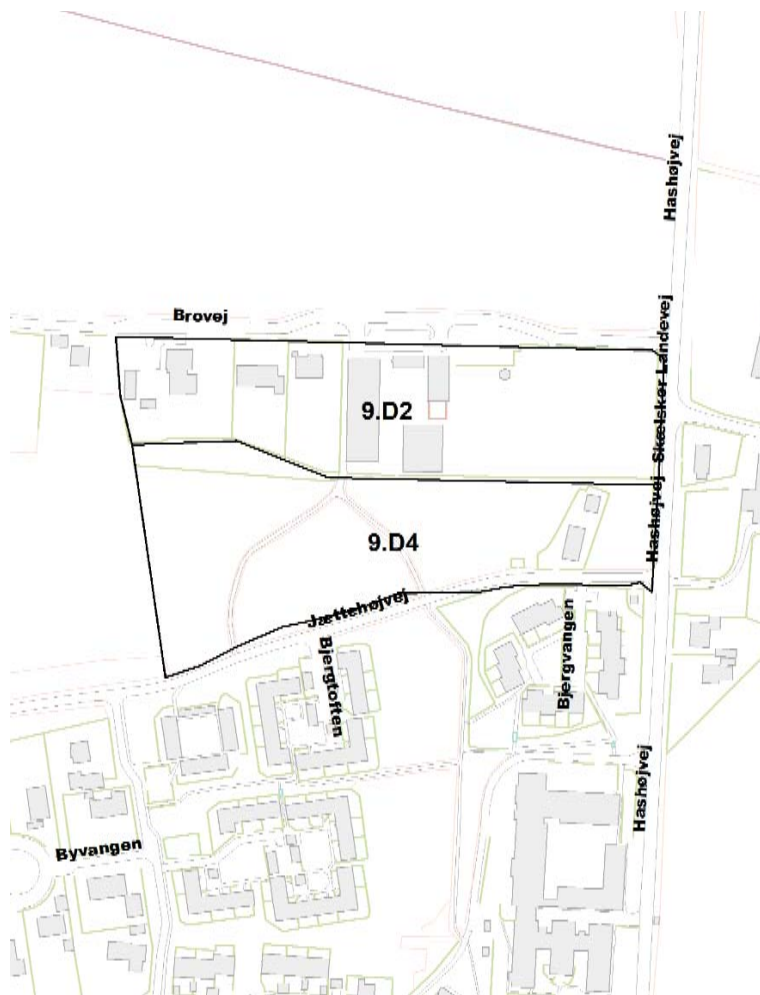 Hashøjvej
Brovej
Skælskør Landevej
9.D2
Hashøjvej
9.D4
Jættehøjvej
Bjergtoften
Bjergvangen
Hashøjvej
Byvangen